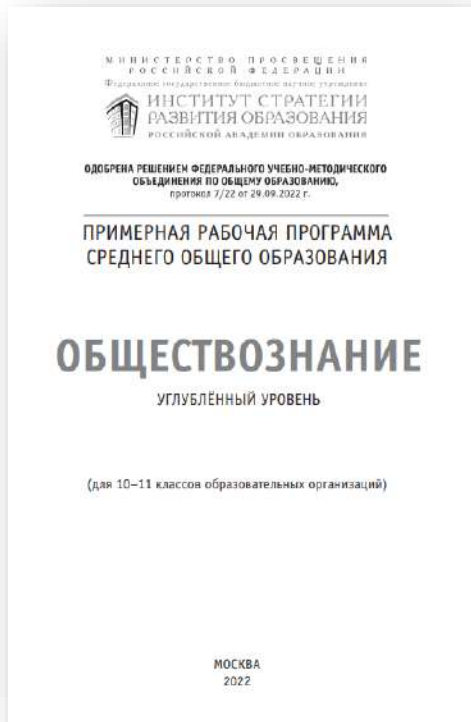 МИНИСТЕРСТВО ПРОСВЕЩЕНИЯ
РОССИЙСКОЙ ФЕДЕРАЦИИ
Федеральное государственное бюджетное научное учреждение
ИНСТИТУТ СТРАТЕГИИ
РАЗВИТИЯ ОБРАЗОВАНИЯ
РОССИЙСКОЙ АКАДЕМИИ ОБРАЗОВАНИЯ
ОДОБРЕНА РЕШЕНИЕМ ФЕДЕРАЛЬНОГО УЧЕБНО-МЕТОДИЧЕСКОГО
ОБЪЕДИНЕНИЯ ПО ОБЩЕМУ ОБРАЗОВАНИЮ,
протокол 7/22 от 29.09.2022 г.
ПРИМЕРНАЯ РАБОЧАЯ ПРОГРАММА
СРЕДНЕГО ОБЩЕГО ОБРАЗОВАНИЯ
ОБЩЕСТВОЗНАНИЕ
УГЛУБЛЁННЫЙ УРОВЕНЬ
(для 10–11 классов образовательных организаций)
МОСКВА
2022